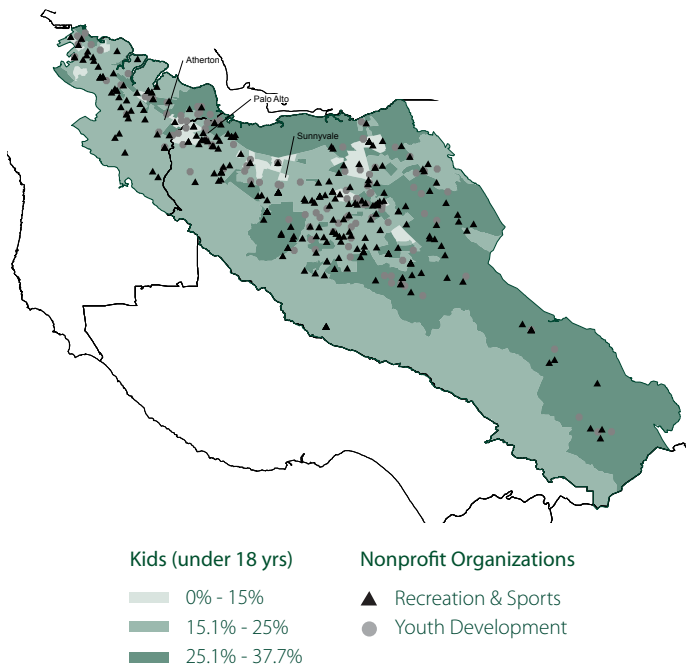 Atherton
Palo Alto
Sunnyvale
Kids (under 18 yrs)
0% - 15%
15.1% - 25%
25.1% - 37.7%
Nonprofit Organizations
Recreation & Sports
Youth Development